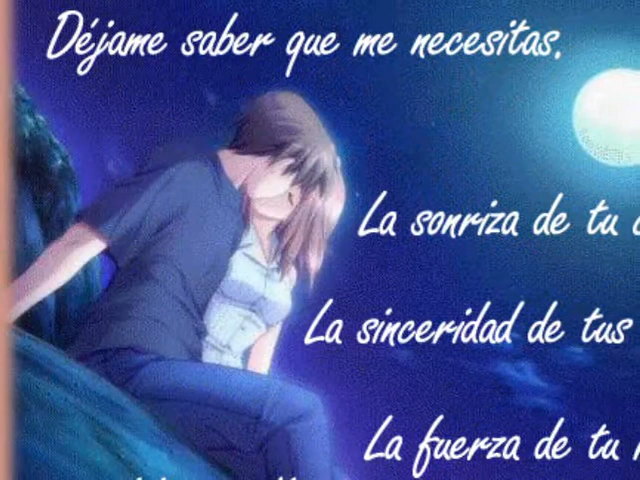 Déjame saber que me necesitas.
La sonriza de tu
La sinceridad de tus
La fuerza de tu